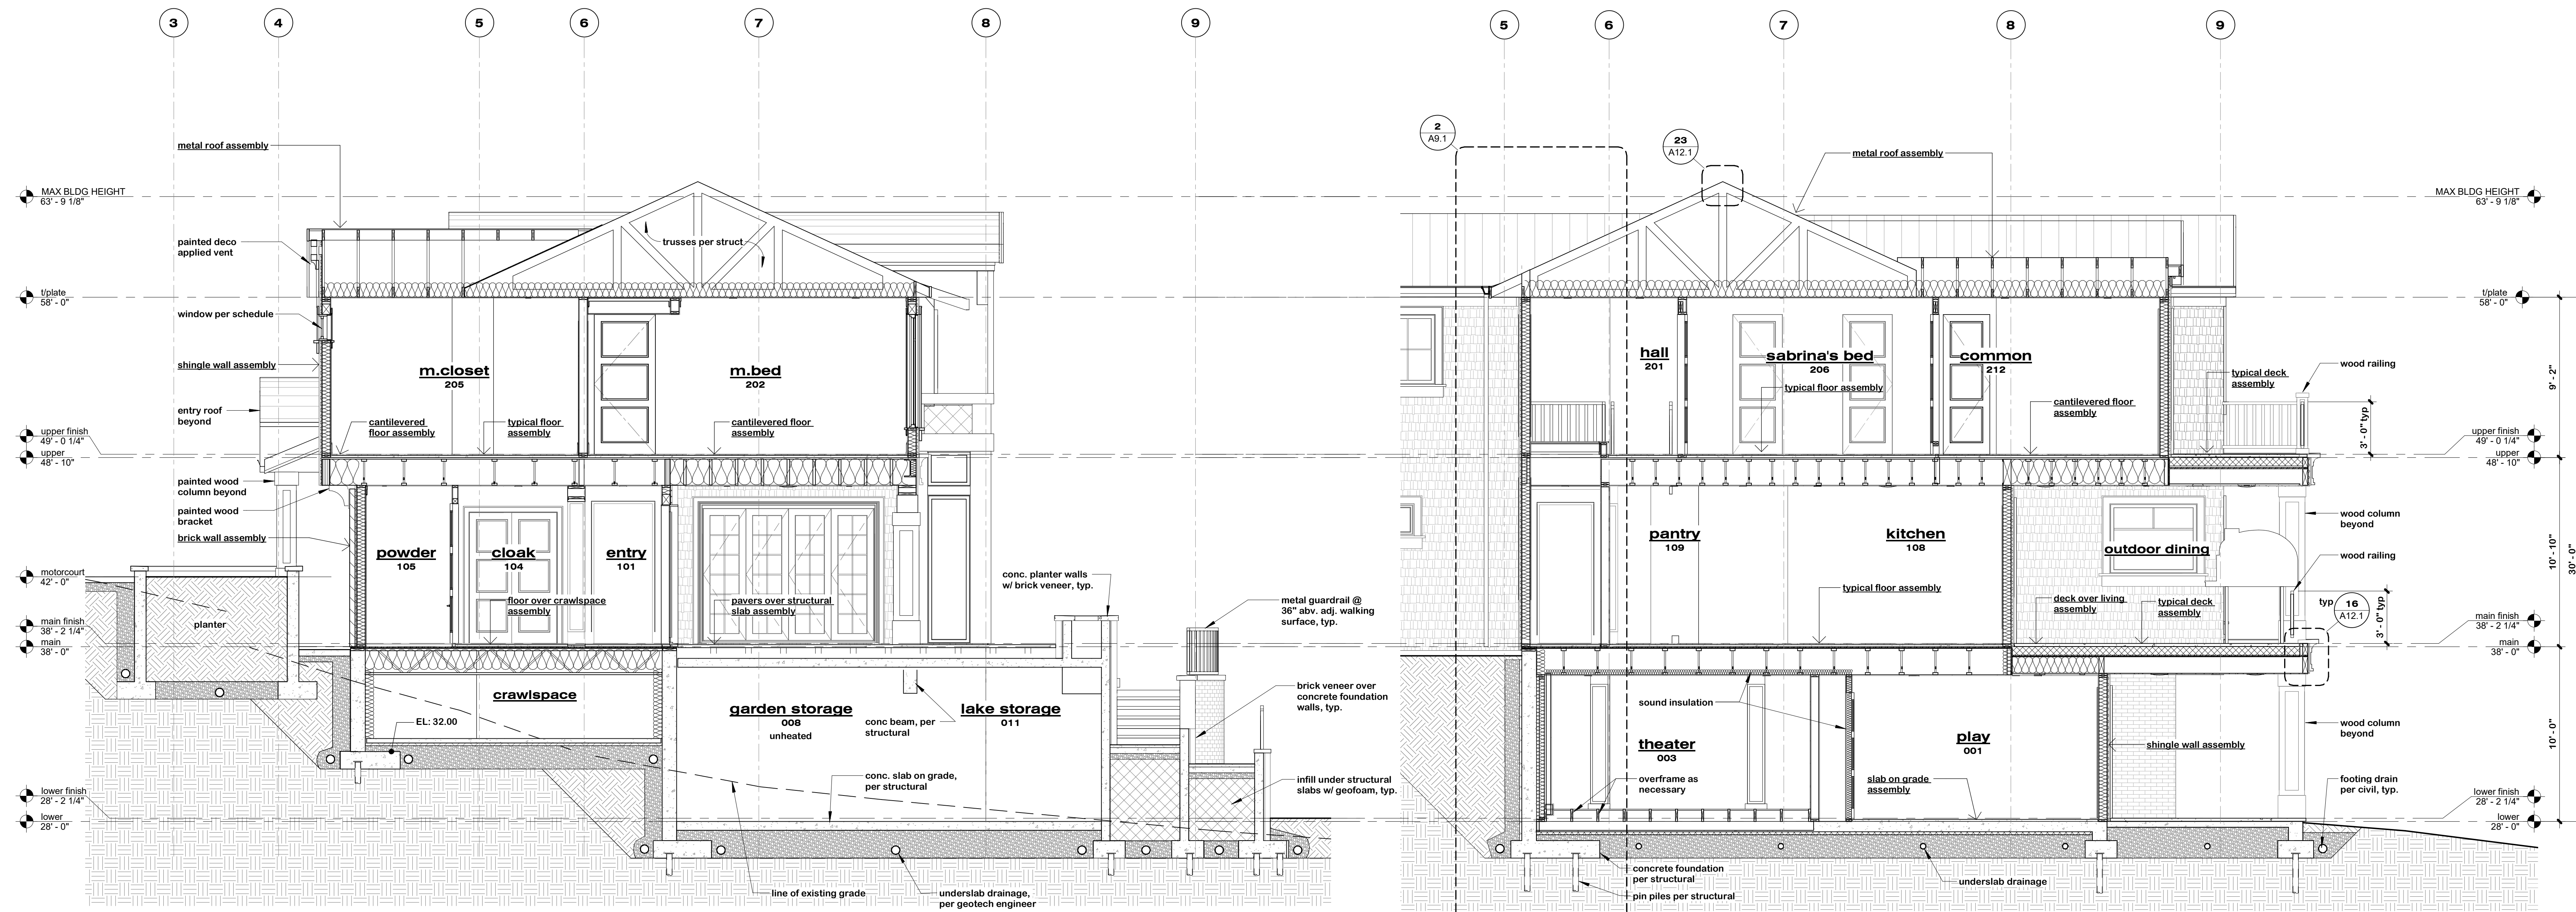 3
4
5
6
7
8
9
metal roof assembly
MAX BLDG HEIGHT
63' - 9 1/8"
painted deco
applied vent
trusses per struct
t/plate
58' - 0"
window per schedule
shingle wall assembly
m.closet
205
m.bed
202
entry roof
beyond
cantilevered
floor assembly
typical floor
assembly
cantilevered floor
assembly
upper finish
49' - 0 1/4"
upper
48' - 10"
painted wood
column beyond
painted wood
bracket
brick wall assembly
powder
105
cloak
104
entry
101
motorcourt
42' - 0"
planter
floor over crawlspace
assembly
pavers over structural
slab assembly
conc. planter walls
w/ brick veneer, typ.
metal guardrail @
36" abv. adj. walking
surface, typ.
main finish
38' - 2 1/4"
main
38' - 0"
crawlspace
EL: 32.00
garden storage
008
unheated
conc beam, per
structural
lake storage
011
brick veneer over
concrete foundation
walls, typ.
conc. slab on grade,
per structural
infill under structural
slabs w/ geofoam, typ.
lower finish
28' - 2 1/4"
lower
28' - 0"
line of existing grade
underslab drainage,
per geotech engineer
5
6
7
8
9
2
A9.1
23
A12.1
metal roof assembly
MAX BLDG HEIGHT
63' - 9 1/8"
t/plate
58' - 0"
hall
201
sabrina's bed
206
typical floor assembly
common
212
typical deck
assembly
wood railing
cantilevered floor
assembly
3' - 0" typ
9' - 2"
upper finish
49' - 0 1/4"
upper
48' - 10"
pantry
109
kitchen
108
outdoor dining
wood column
beyond
wood railing
typical floor assembly
deck over living
assembly
typical deck
assembly
typ
16
A12.1
3' - 0" typ
10' - 10"
30' - 0"
main finish
38' - 2 1/4"
main
38' - 0"
sound insulation
theater
003
play
001
shingle wall assembly
wood column
beyond
10' - 0"
overframe as
necessary
slab on grade
assembly
footing drain
per civil, typ.
lower finish
28' - 2 1/4"
lower
28' - 0"
concrete foundation
per structural
pin piles per structural
underslab drainage